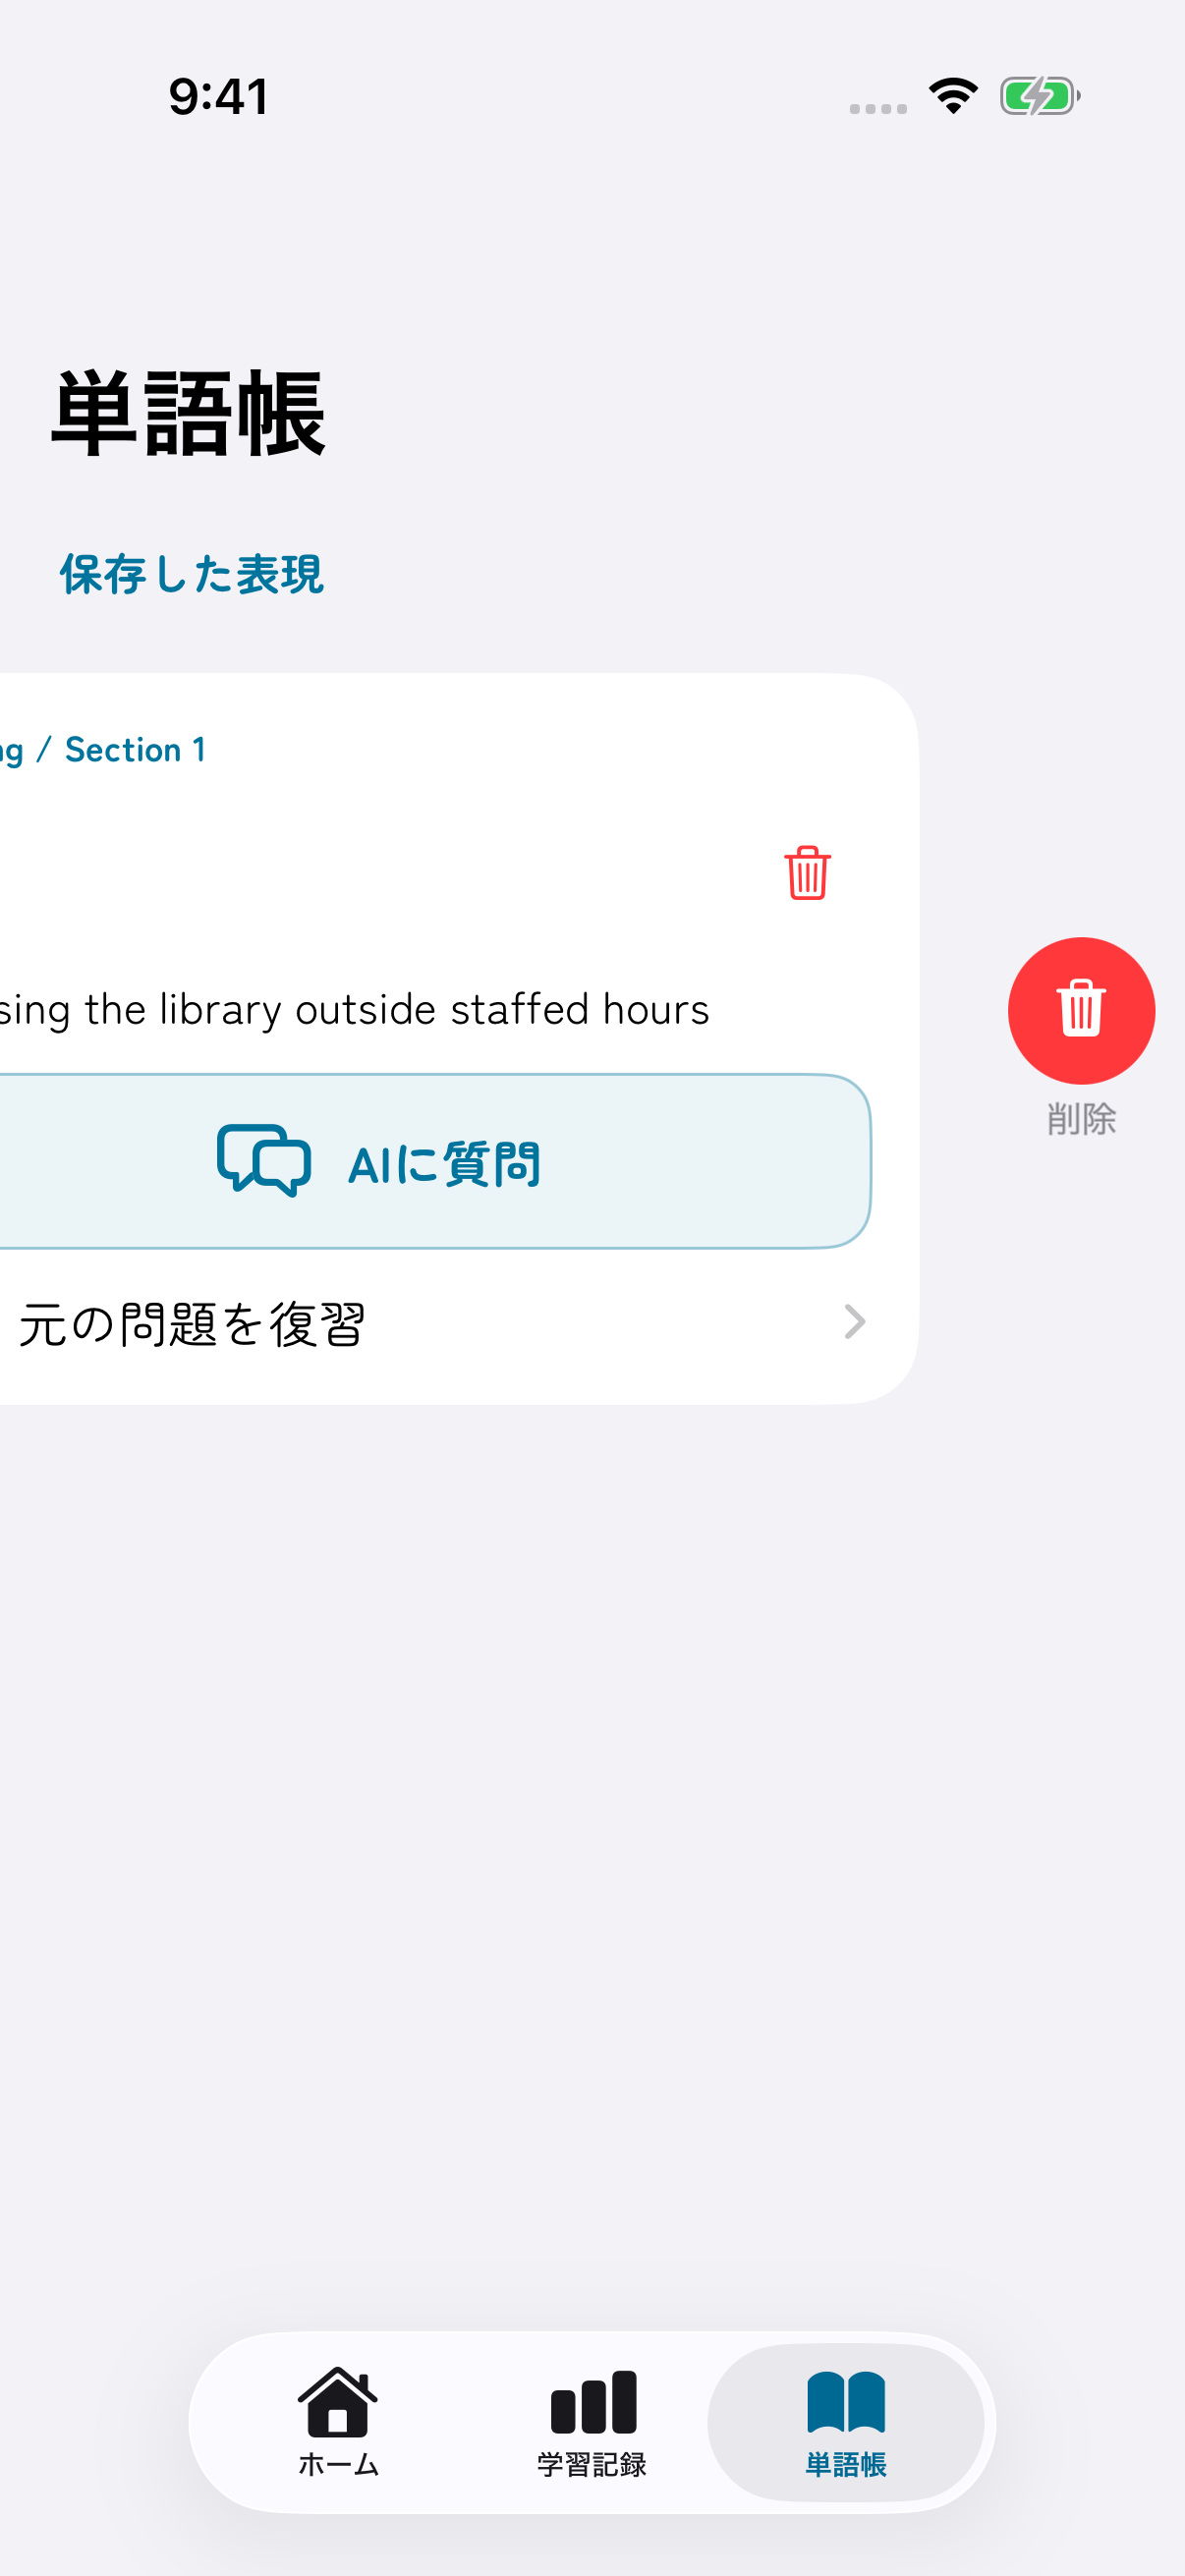 9:41
単語帳
保存した表現
ng / Section 1
sing the library outside staffed hours
削除
AIに質問
元の問題を復習
ホーム
学習記録
単語帳